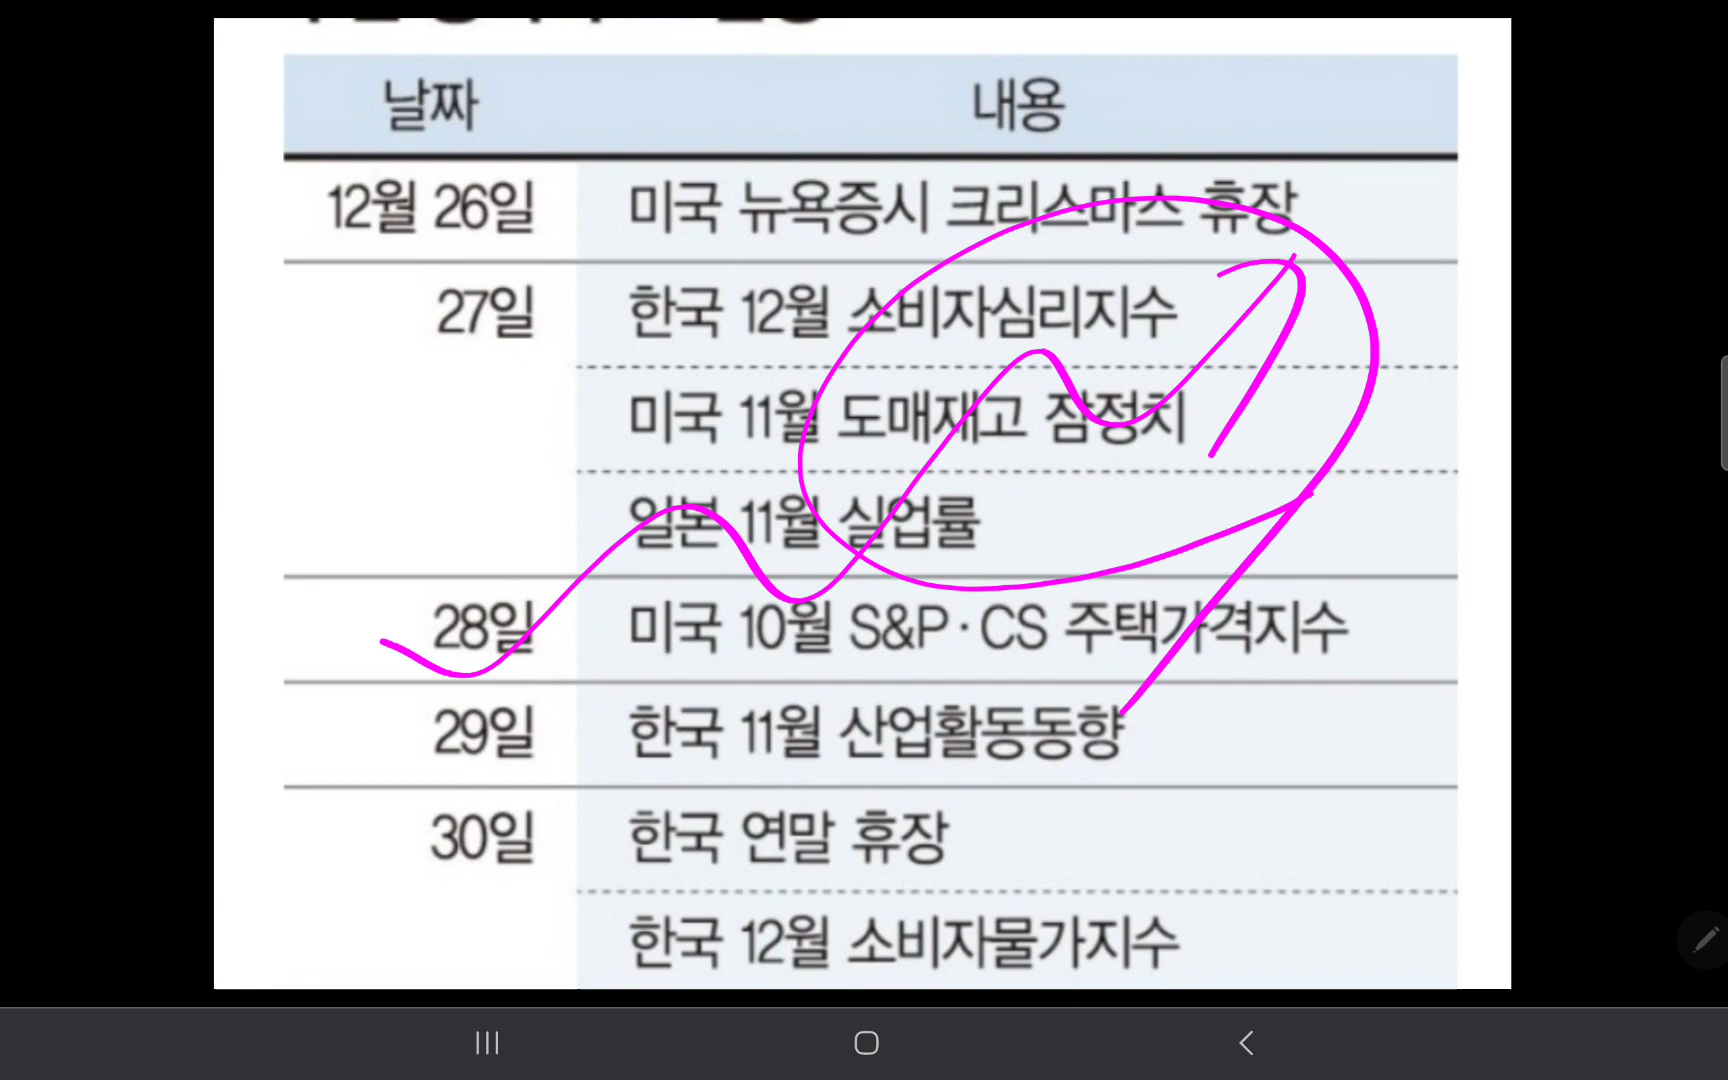 날짜 내용
12월 26일 미국 뉴욕증시 크리스마스 휴장
27일 한국 12월 소비자심리지수
미국 11월 도매재고 잠정치
일본 11월 실업률
28일 미국 10월 S&P·CS 주택가격지수
29일 한국 11월 산업활동동향
30일 한국 연말 휴장
한국 12월 소비자물가지수